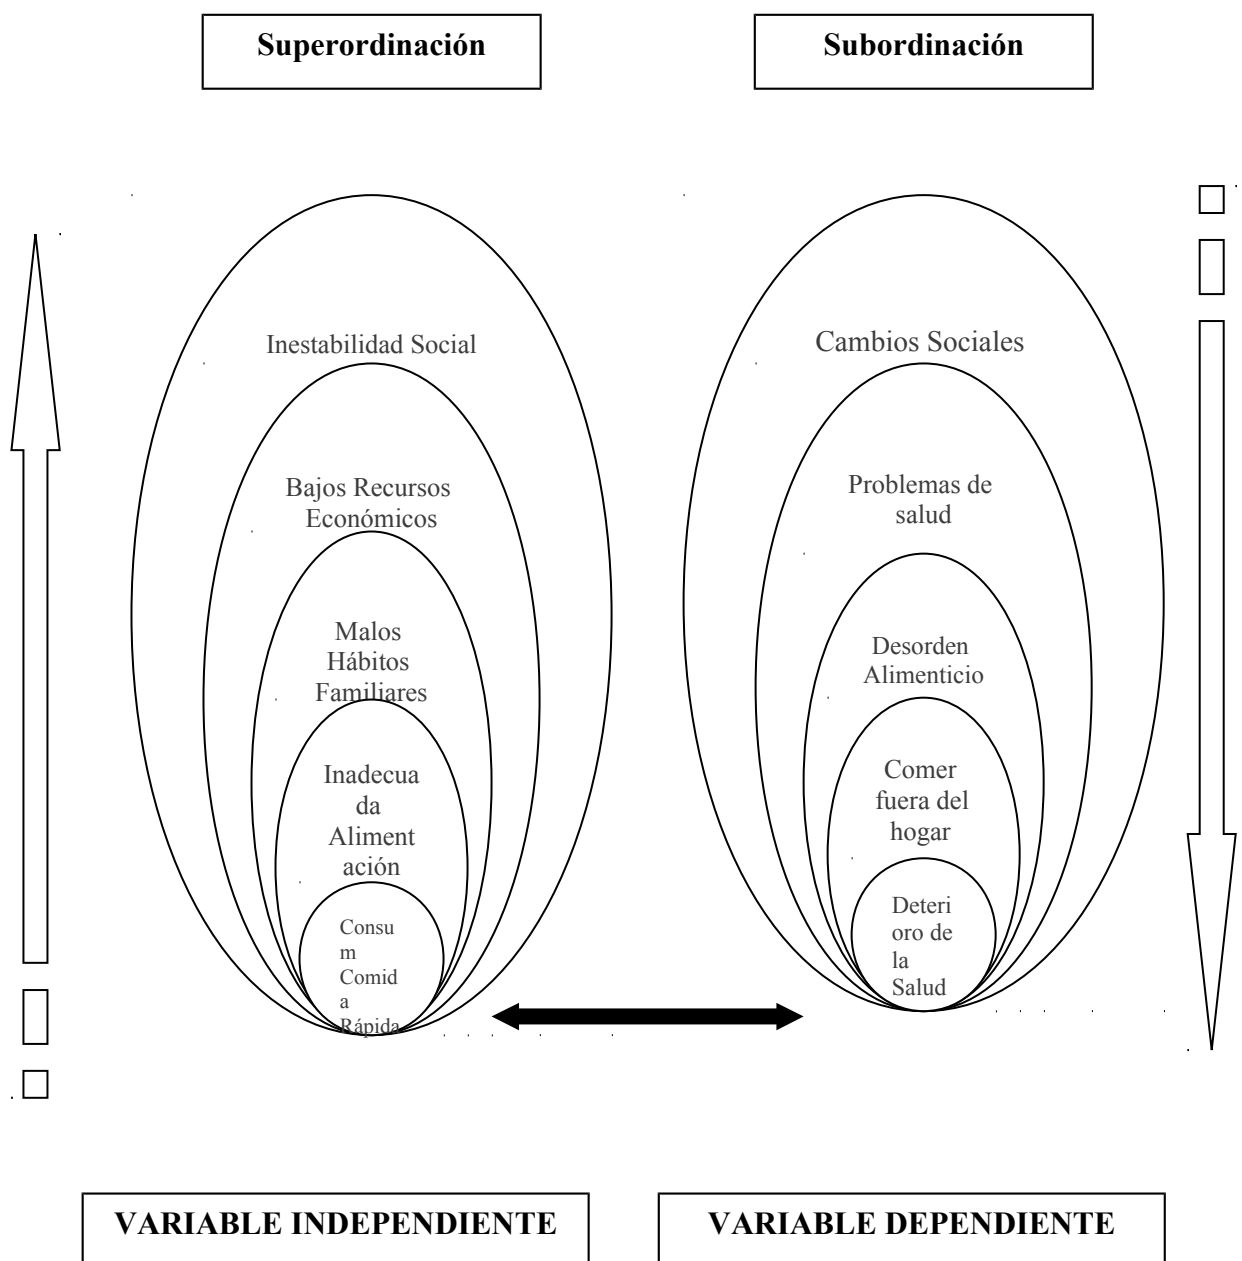 Superordinación
Subordinación
Inestabilidad Social
Bajos Recursos
Económicos
Malos
Hábitos
Familiares
Inadecua
da
Aliment
ación
Consu
m
Comid
a
Rápida
Cambios Sociales
Problemas de
salud
Desorden
Alimenticio
Comer
fuera del
hogar
Deteri
oro de
la
Salud
VARIABLE INDEPENDIENTE
VARIABLE DEPENDIENTE